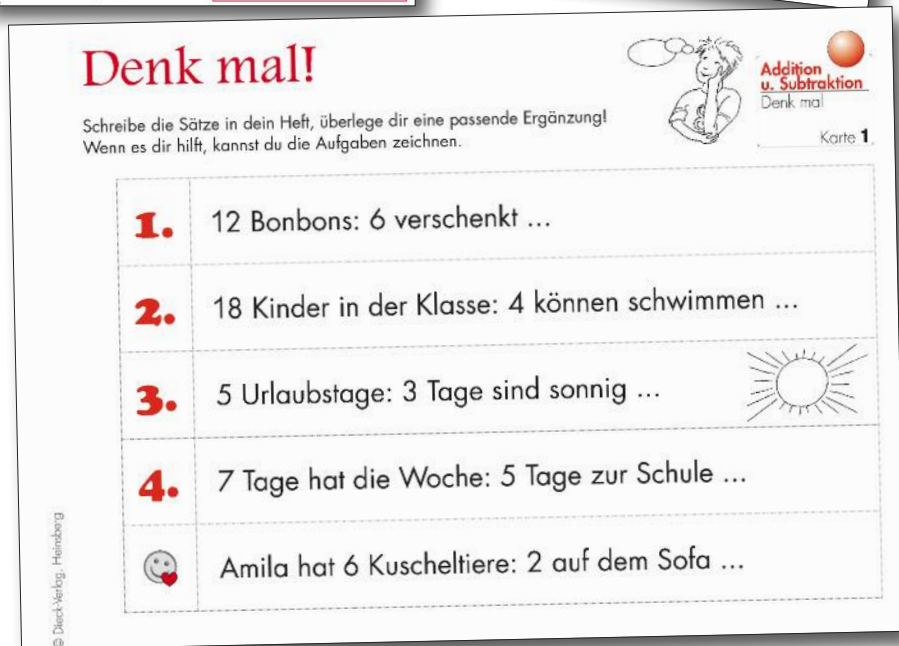 Denk mal!
Schreibe die Sätze in dein Heft, überlege dir eine passende Ergänzung!
Wenn es dir hilft, kannst du die Aufgaben zeichnen.
Addition
u. Subtraktion
Denk mal
Karte 1
1. 12 Bonbons: 6 verschenkt ...
2. 18 Kinder in der Klasse: 4 können schwimmen ...
3. 5 Urlaubstage: 3 Tage sind sonnig ...
4. 7 Tage hat die Woche: 5 Tage zur Schule ...
Amila hat 6 Kuscheltiere: 2 auf dem Sofa ...
© Dieck-Verlag, Heinsberg